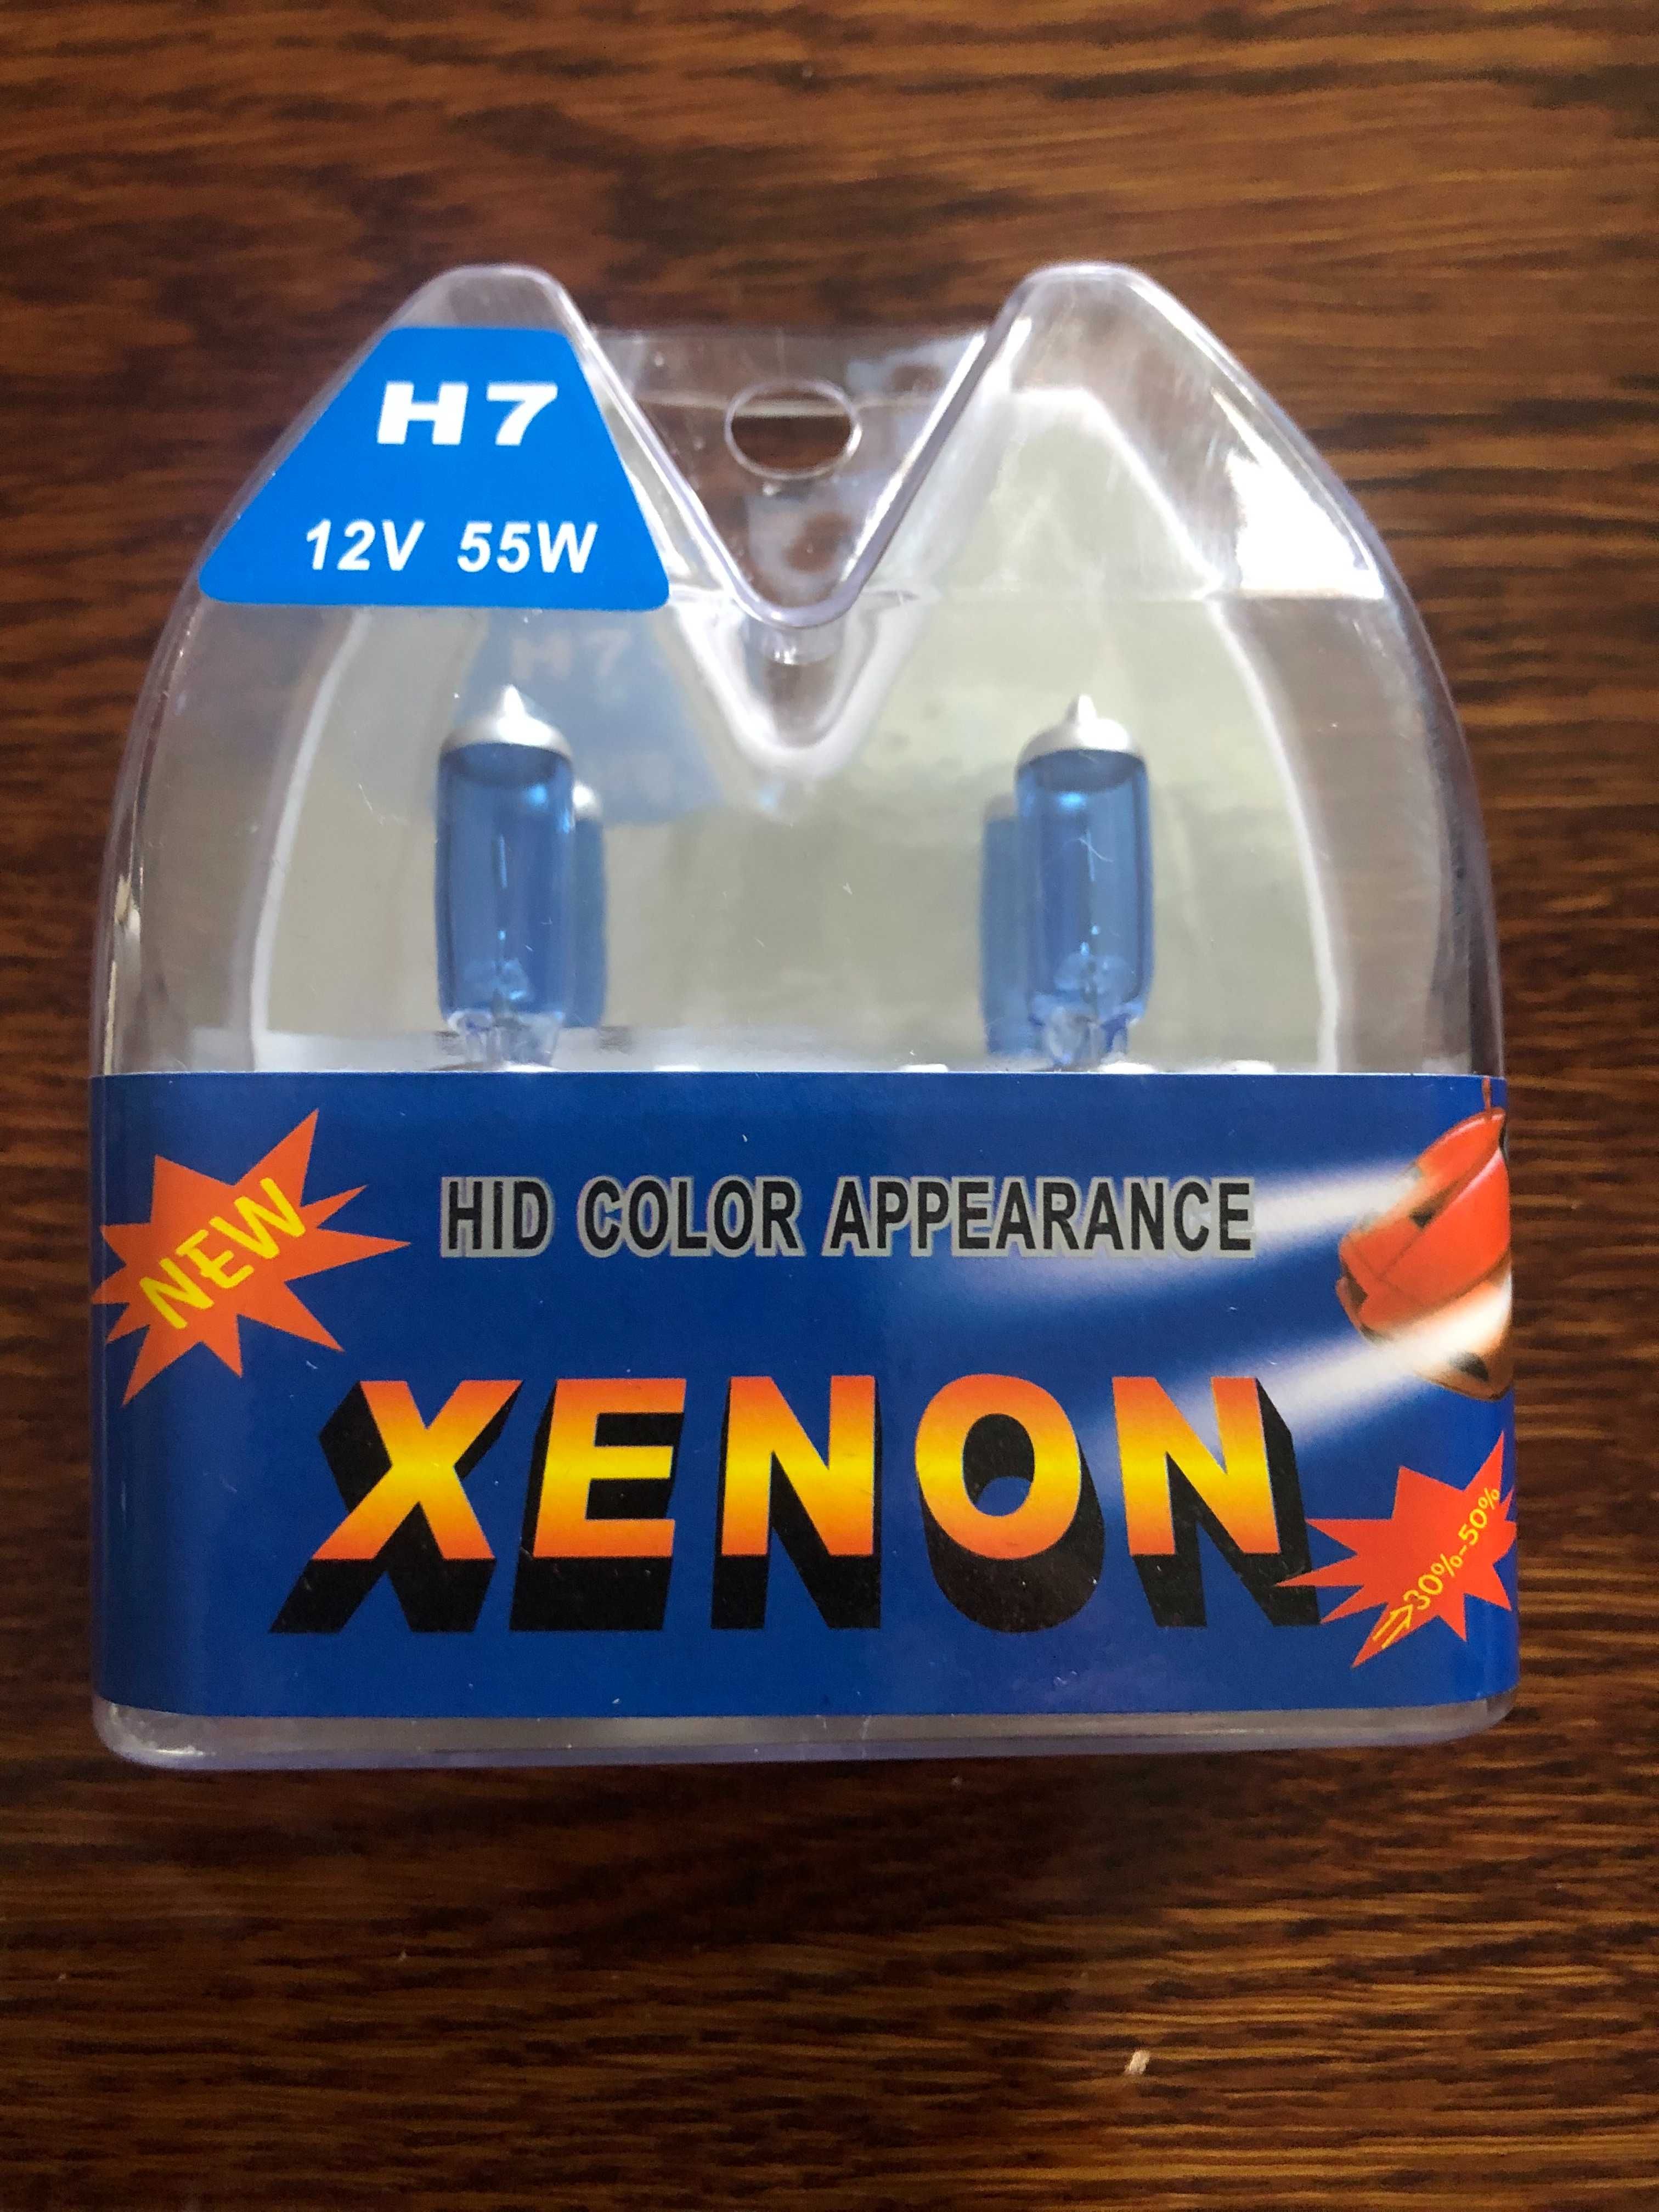 H7
12V 55W
NEW
HID COLOR APPEARANCE
XENON
30%-50%